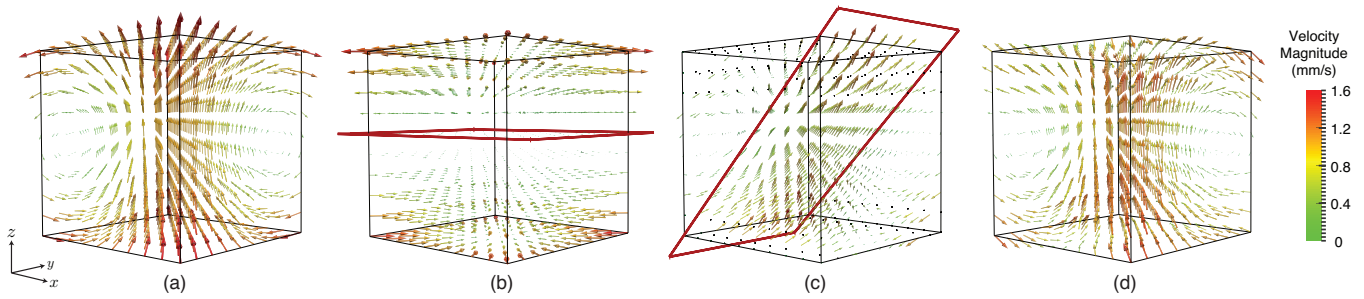 Velocity
Magnitude
(mm/s)
1.6
1.2
0.8
0.4
0
z
y
x
(a)
(b)
(c)
(d)